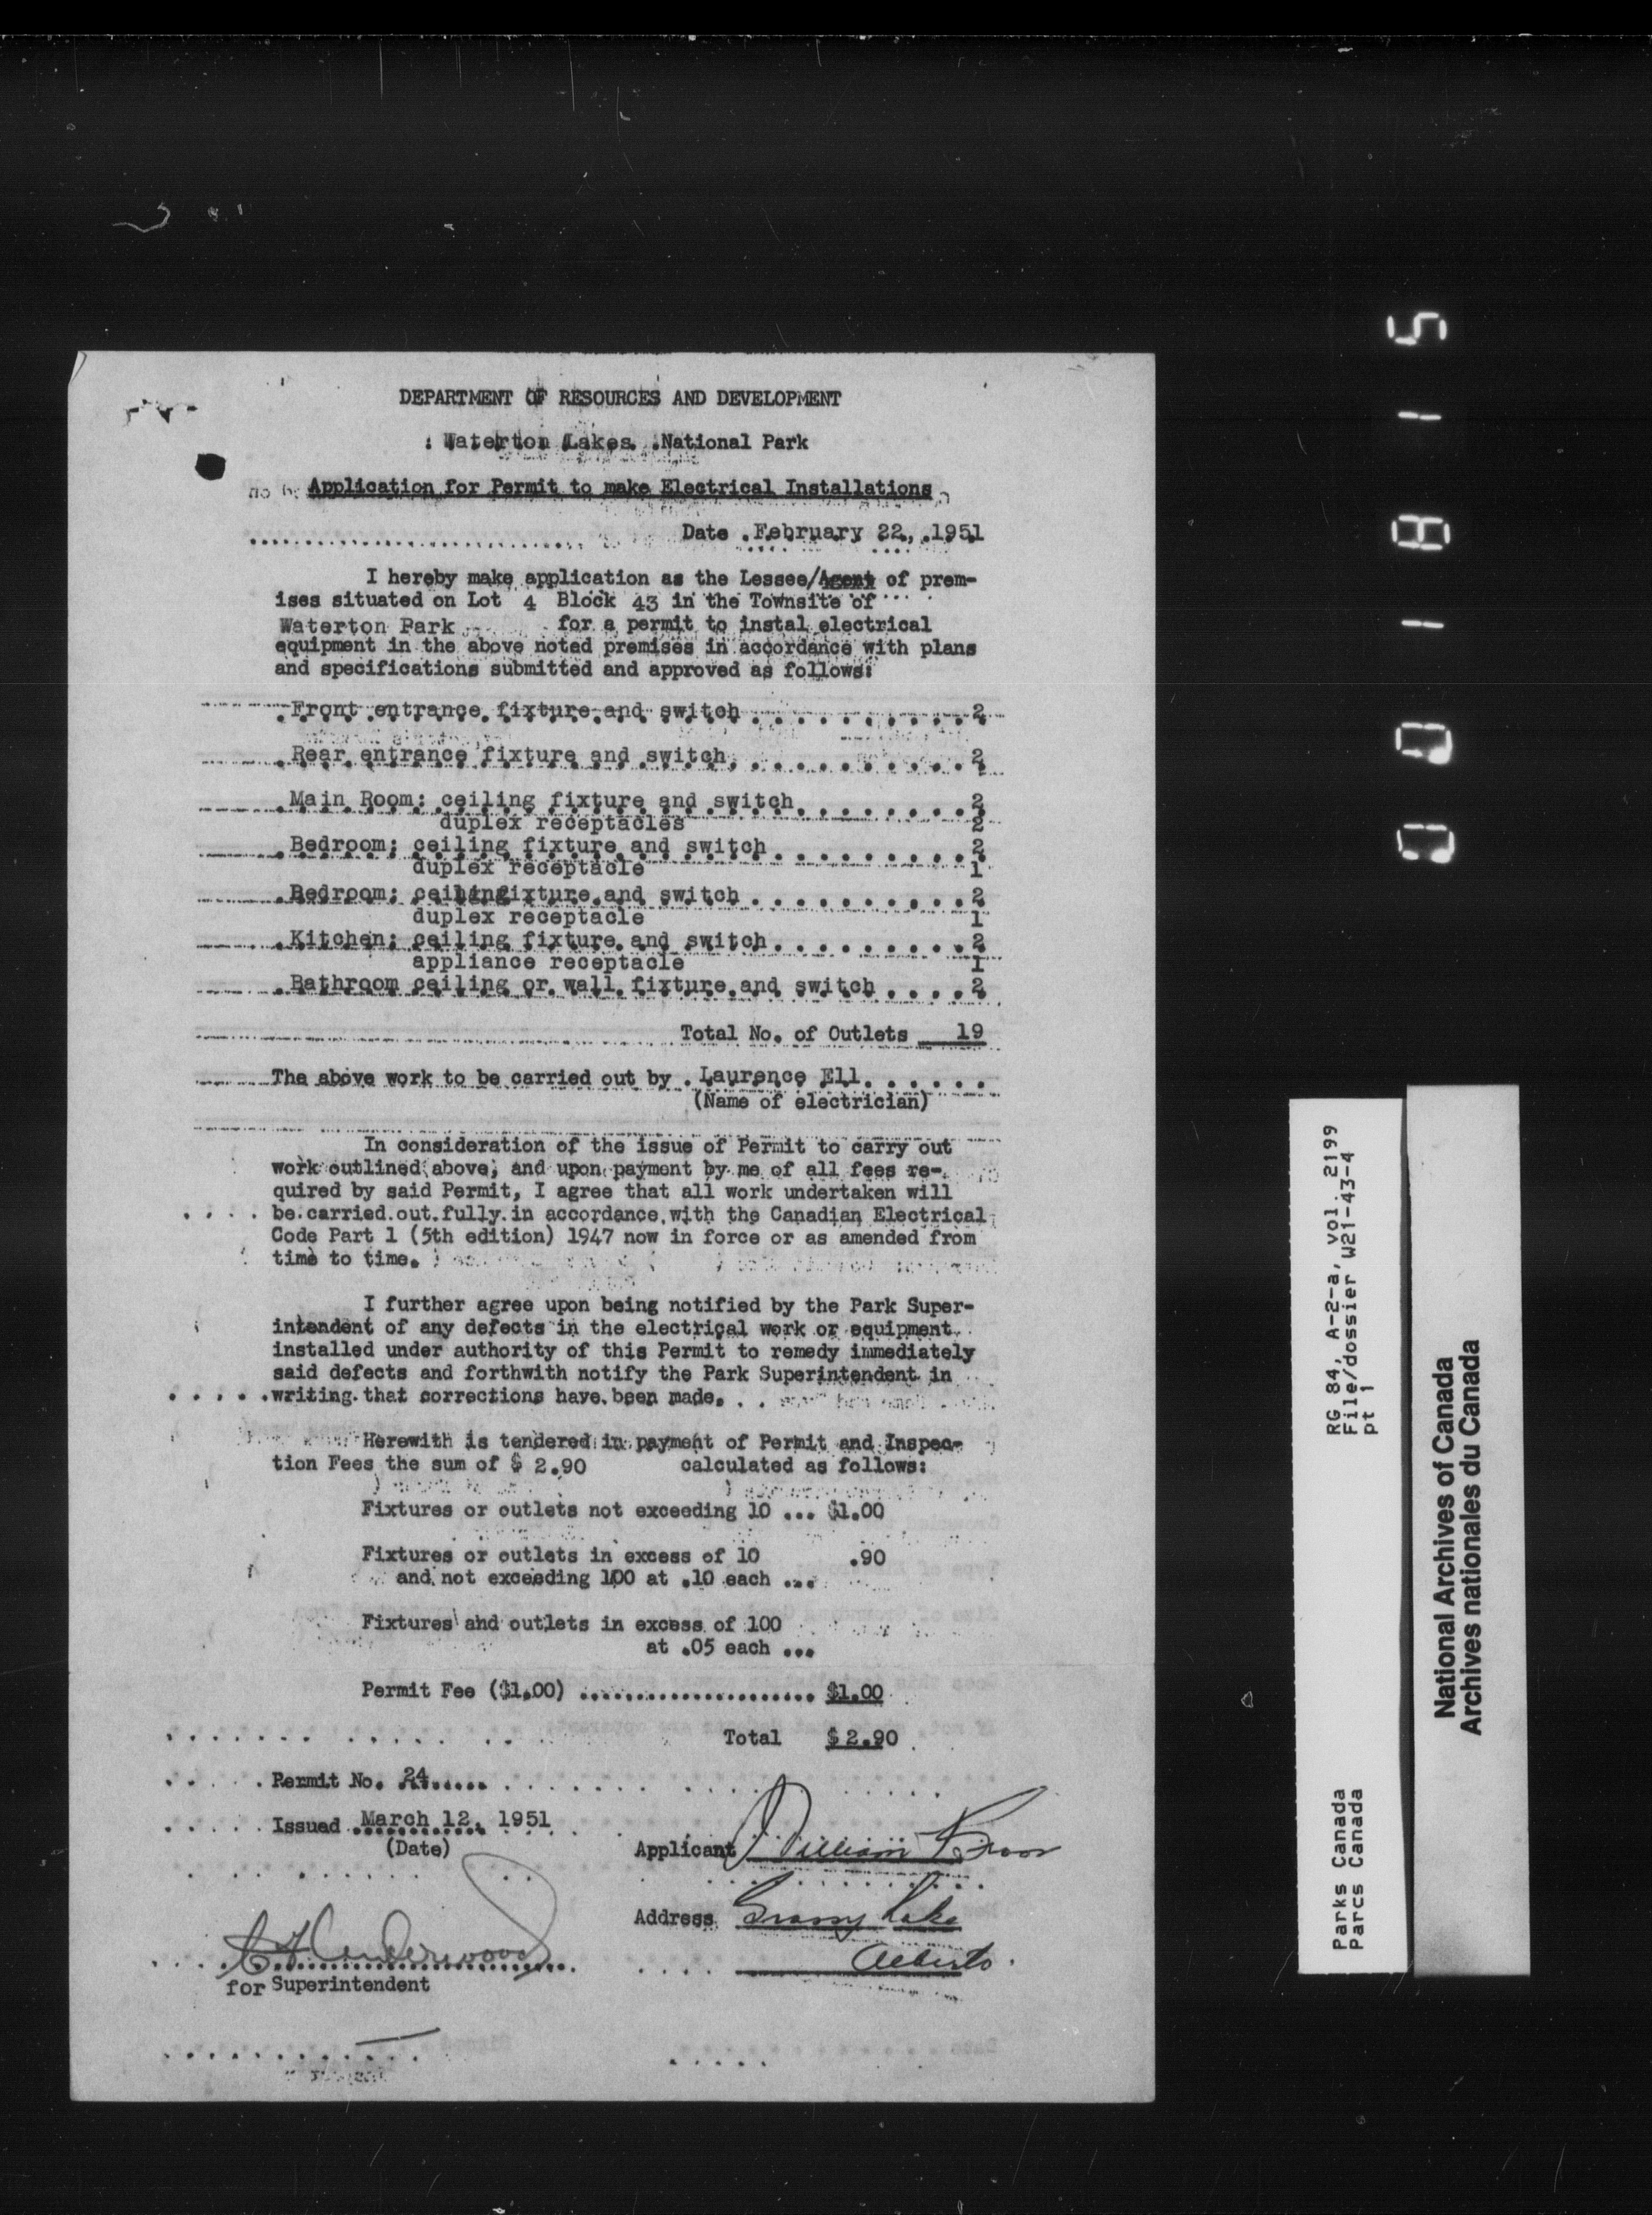 DEPARTMENT OF RESOURCES AND DEVELOPMENT
Waterton Lakes National Park
Application for Permit to make Electrical Installations
Date February 22, 1951
I hereby make application as the Lessee/Agent of prem-
ises situated on Lot 4 Block 43 in the Townsite of
Waterton Park for a permit to instal electrical
equipment in the above noted premises in accordance with plans
and specifications submitted and approved as follows:
Front entrance fixture and switch . . . . . . . . . . . 2
Rear entrance fixture and switch . . . . . . . . . . . 2
Main Room: ceiling fixture and switch . . . . . . . . 2
duplex receptacles 2
Bedroom: ceiling fixture and switch . . . . . . . . . 2
duplex receptacle 1
Bedroom: ceiling fixture and switch . . . . . . . . . . 2
duplex receptacle 1
Kitchen: ceiling fixture and switch . . . . . . . . . 2
appliance receptacle 1
Bathroom ceiling or wall fixture and switch . . . . 2
Total No. of Outlets 19
The above work to be carried out by Laurence Ell . . . . . .
(Name of electrician)
In consideration of the issue of Permit to carry out
work outlined above, and upon payment by me of all fees re-
quired by said Permit, I agree that all work undertaken will
be carried out fully in accordance with the Canadian Electrical
Code Part 1 (5th edition) 1947 now in force or as amended from
time to time.
I further agree upon being notified by the Park Super-
intendent of any defects in the electrical work or equipment
installed under authority of this Permit to remedy immediately
said defects and forthwith notify the Park Superintendent in
writing that corrections have been made.
Herewith is tendered in payment of Permit and Inspec-
tion Fees the sum of $ 2.90 calculated as follows:
Fixtures or outlets not exceeding 10 ... $1.00
Fixtures or outlets in excess of 10 .90
and not exceeding 100 at .10 each ...
Fixtures and outlets in excess of 100
at .05 each ...
Permit Fee ($1.00) ...................... $1.00
Total $ 2.90
Permit No. 24
Issued March 12, 1951
(Date)
Applicant William
Address Grassy Lake
Alberta.
for Superintendent
001815
RG 84, A-2-a, vol. 2199
File/dossier W21-43-4
pt 1
Parks Canada
Parcs Canada
National Archives of Canada
Archives nationales du Canada